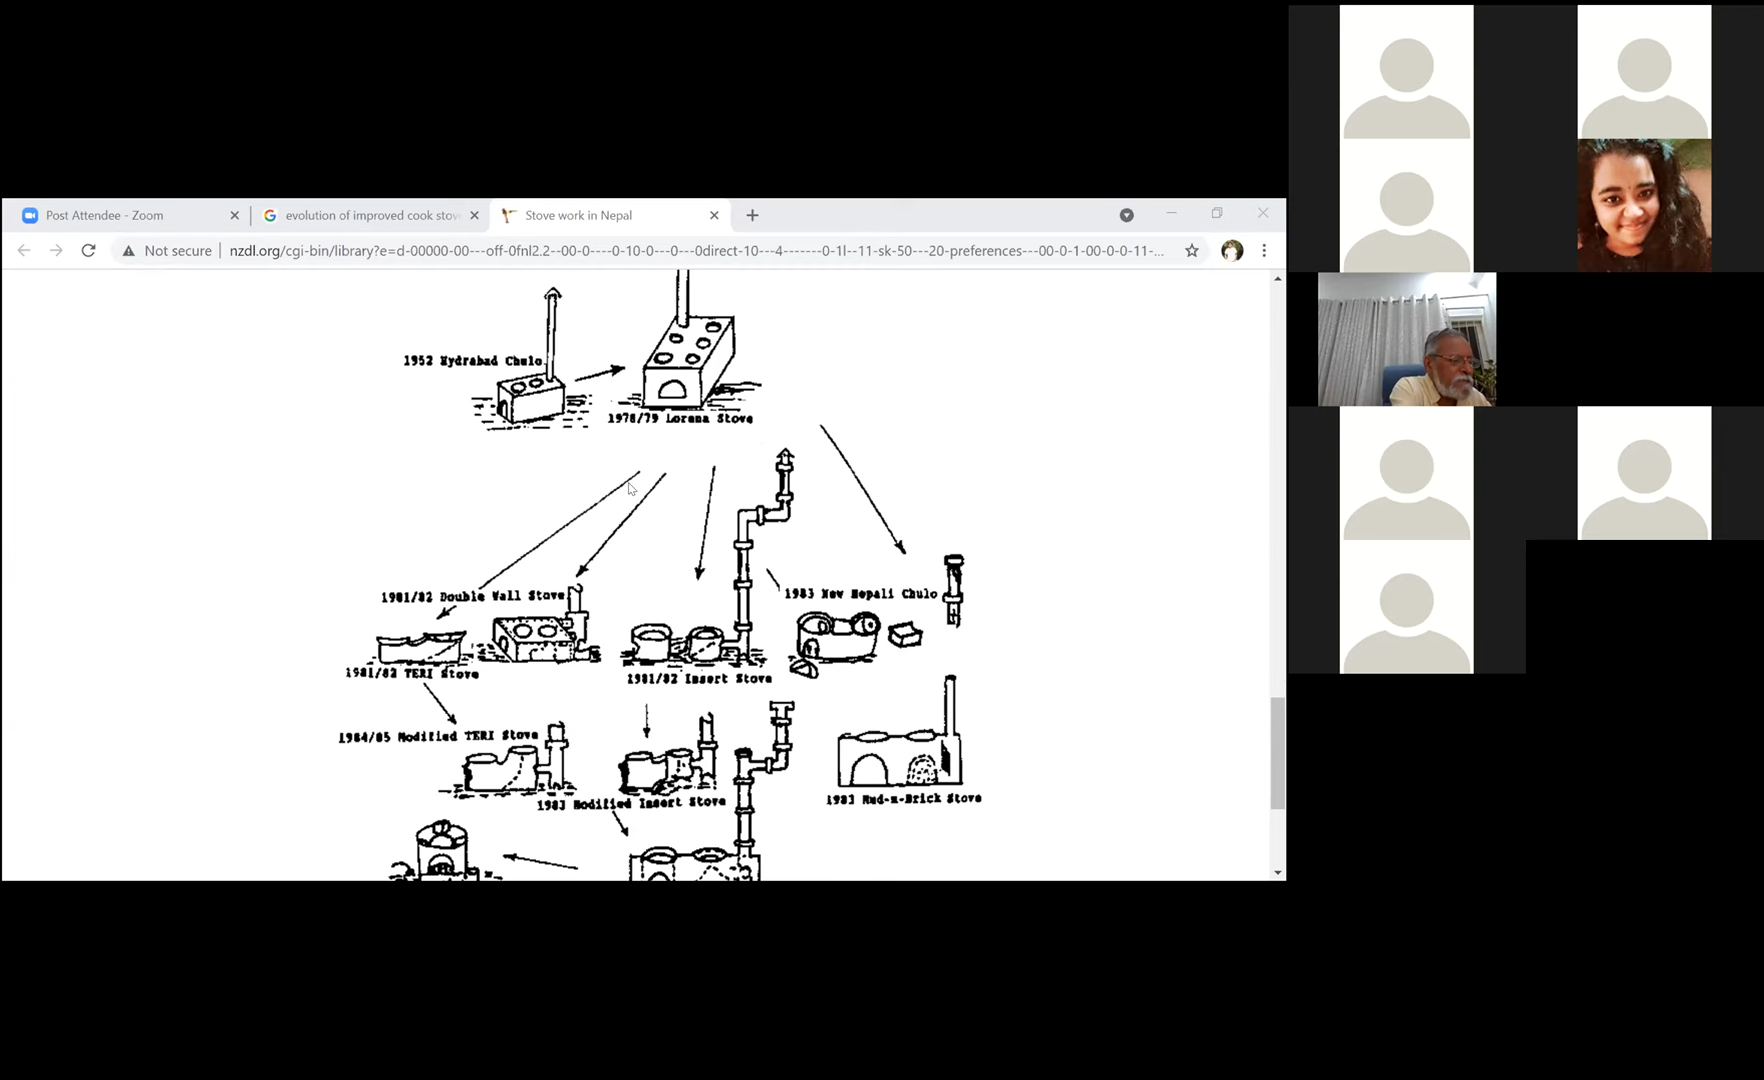 Post Attendee - Zoom
evolution of improved cook stov
Stove work in Nepal
Not secure
nzdl.org/cgi-bin/library?e=d-00000-00---off-0fnl2.2--00-0----0-10-0---0---0direct-10---4-------0-1l--11-sk-50---20-preferences---00-0-1-00-0-0-11-...
1952 Hydrabad Chulo
1978/79 Lorena Stove
1981/82 Double Wall Stove
1983 New Nepali Chulo
1981/82 TERI Stove
1981/82 Insert Stove
1984/85 Modified TERI Stove
1983 Modified Insert Stove
1983 Mud-n-Brick Stove